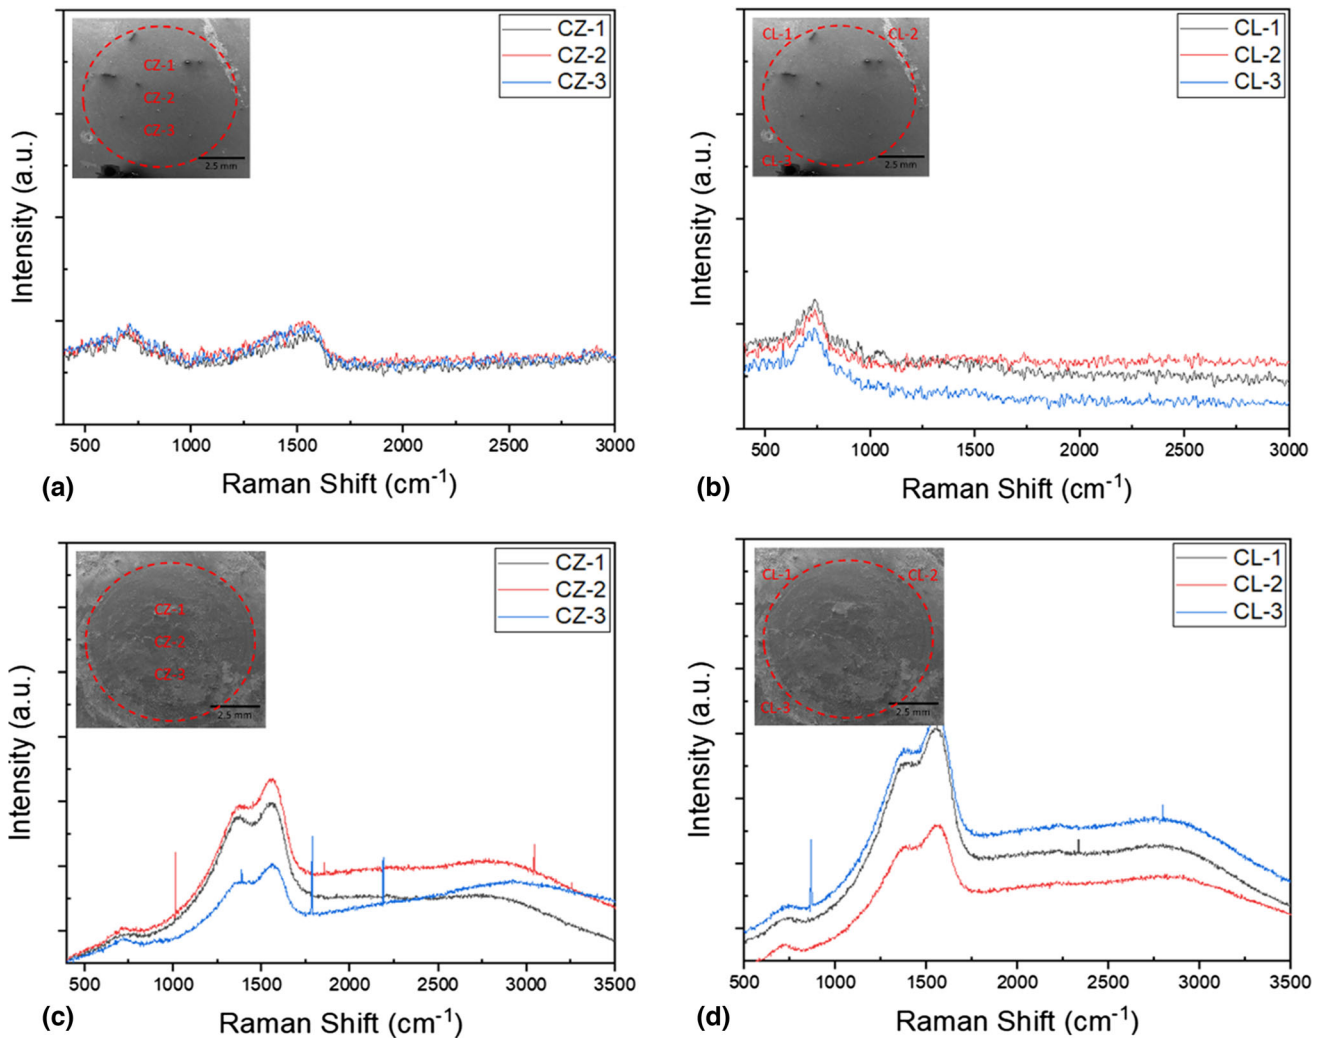 CZ-1
CZ-2
CZ-3
2.5 mm
CZ-1
CZ-2
CZ-3
Intensity (a.u.)
500 1000 1500 2000 2500 3000
Raman Shift (cm-1)
(a)
CL-1
CL-2
CL-3
2.5 mm
CL-1
CL-2
CL-3
Intensity (a.u.)
500 1000 1500 2000 2500 3000
Raman Shift (cm-1)
(b)
CZ-1
CZ-2
CZ-3
2.5 mm
CZ-1
CZ-2
CZ-3
Intensity (a.u.)
500 1000 1500 2000 2500 3000 3500
Raman Shift (cm-1)
(c)
CL-1
CL-2
CL-3
2.5 mm
CL-1
CL-2
CL-3
Intensity (a.u.)
500 1000 1500 2000 2500 3000 3500
Raman Shift (cm-1)
(d)